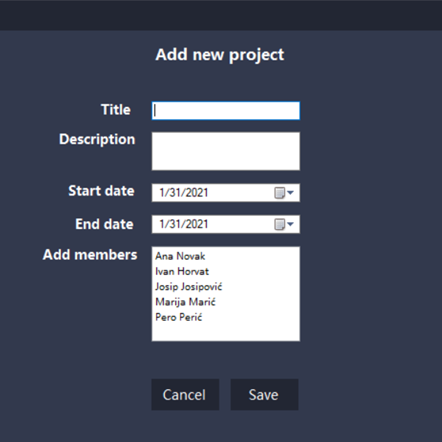 Add new project
Title
Description
Start date 1/31/2021
End date 1/31/2021
Add members
Ana Novak
Ivan Horvat
Josip Josipović
Marija Marić
Pero Perić
Cancel Save